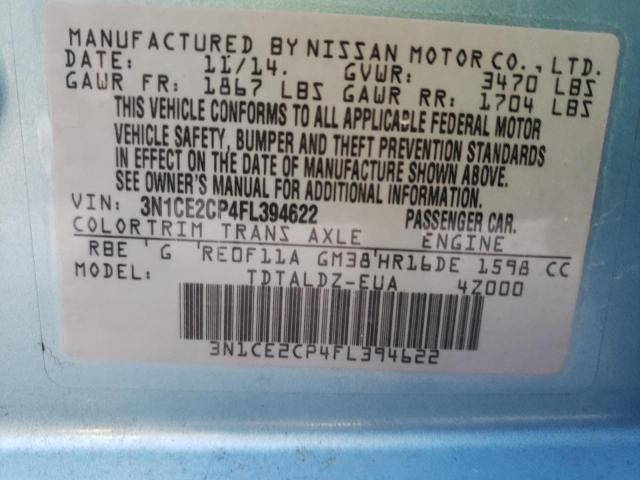 MANUFACTURED BY NISSAN MOTOR CO., LTD.
DATE: 11/14. GVWR: 3470 LBS
GAWR FR: 1867 LBS GAWR RR: 1704 LBS
THIS VEHICLE CONFORMS TO ALL APPLICABLE FEDERAL MOTOR
VEHICLE SAFETY, BUMPER AND THEFT PREVENTION STANDARDS
IN EFFECT ON THE DATE OF MANUFACTURE SHOWN ABOVE.
SEE OWNER'S MANUAL FOR ADDITIONAL INFORMATION.
VIN: 3N1CE2CP4FL394622 PASSENGER CAR.
COLOR TRIM TRANS AXLE ENGINE
RBE G RE0F11A GM38 HR16DE 1598 CC
MODEL: TDTALDZ-EUA 4Z000
3N1CE2CP4FL394622